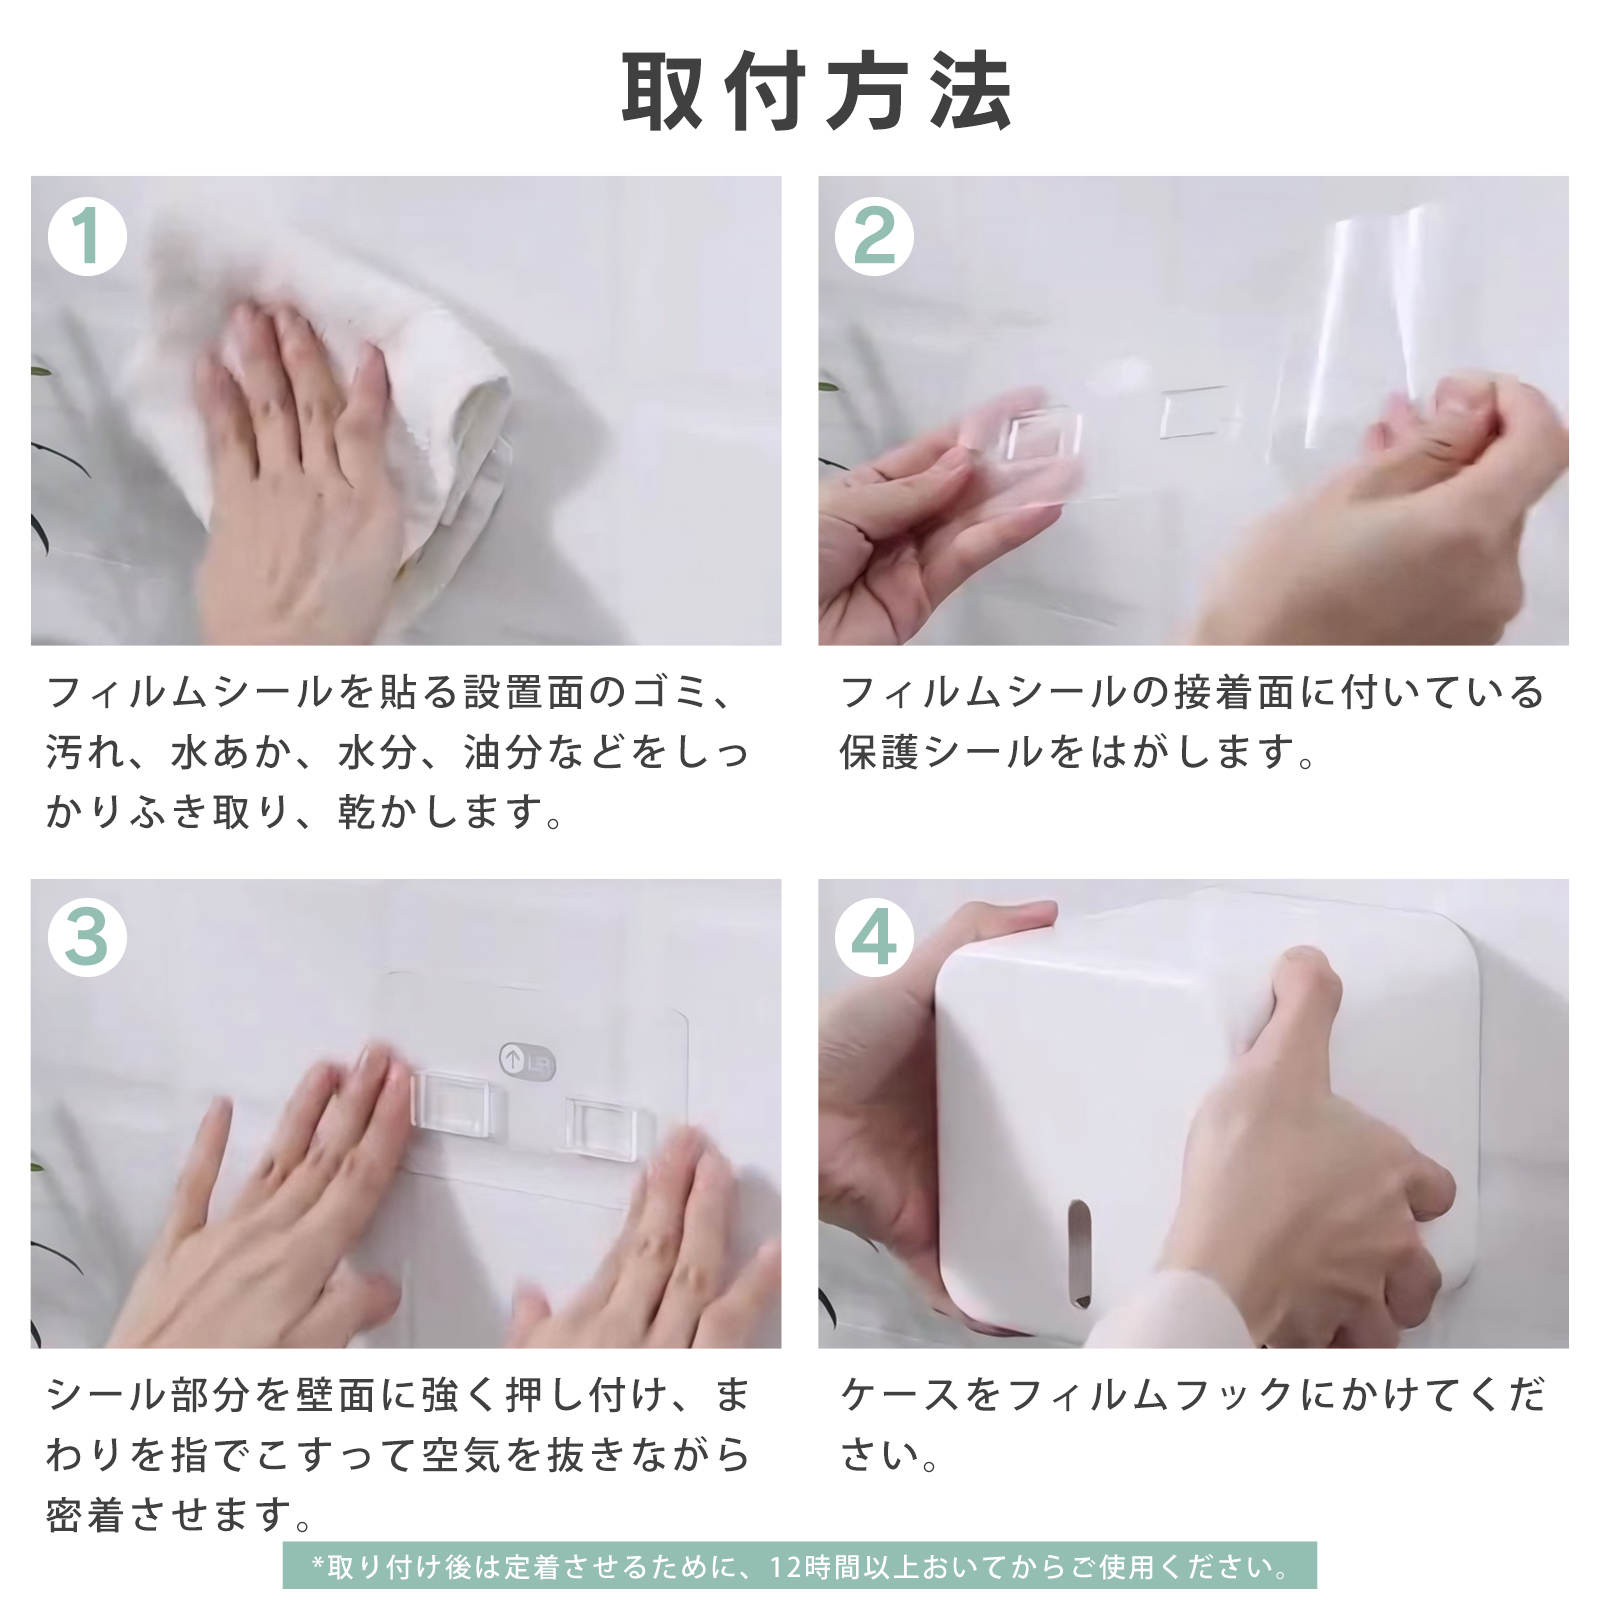 取付方法
1
フィルムシールを貼る設置面のゴミ、
汚れ、水あか、水分、油分などをしっ
かりふき取り、乾かします。
2
フィルムシールの接着面に付いている
保護シールをはがします。
3
↑ UP
シール部分を壁面に強く押し付け、ま
わりを指でこすって空気を抜きながら
密着させます。
4
ケースをフィルムフックにかけてくだ
さい。
*取り付け後は定着させるために、12時間以上おいてからご使用ください。